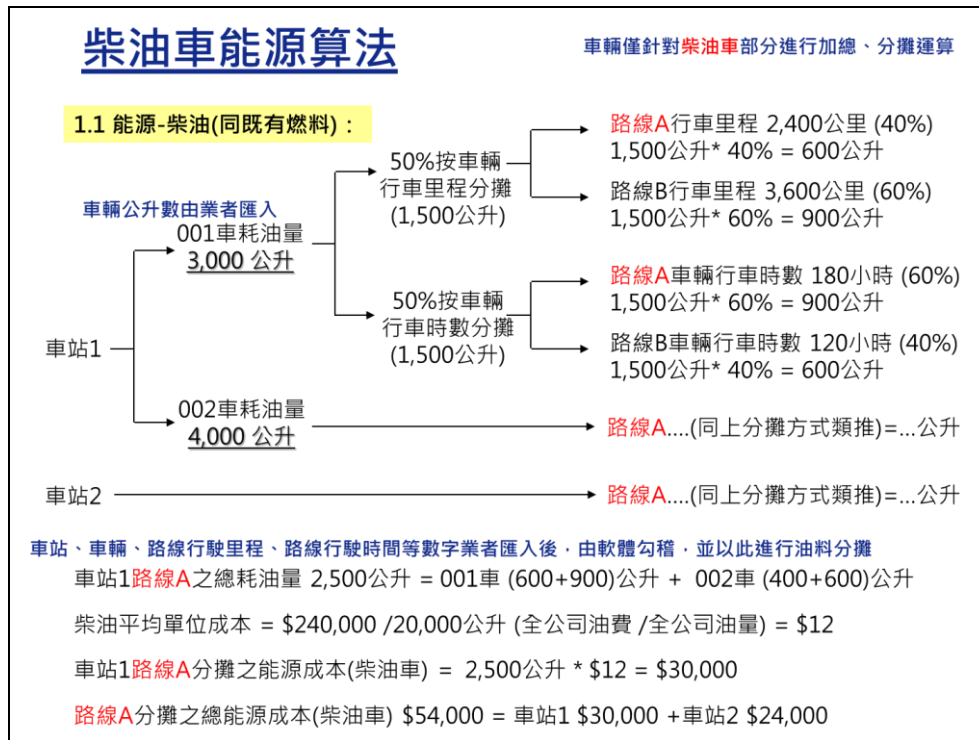 柴油車能源算法
車輛僅針對柴油車部分進行加總、分攤運算
1.1 能源-柴油(同既有燃料)：
車站1
車輛公升數由業者匯入
001車耗油量
3,000 公升
50%按車輛
行車里程分攤
(1,500公升)
路線A行車里程 2,400公里 (40%)
1,500公升* 40% = 600公升
路線B行車里程 3,600公里 (60%)
1,500公升* 60% = 900公升
50%按車輛
行車時數分攤
(1,500公升)
路線A車輛行車時數 180小時 (60%)
1,500公升* 60% = 900公升
路線B車輛行車時數 120小時 (40%)
1,500公升* 40% = 600公升
002車耗油量
4,000 公升
路線A....(同上分攤方式類推)=...公升
車站2
路線A....(同上分攤方式類推)=...公升
車站、車輛、路線行駛里程、路線行駛時間等數字業者匯入後，由軟體勾稽，並以此進行油料分攤
車站1路線A之總耗油量 2,500公升 = 001車 (600+900)公升 + 002車 (400+600)公升
柴油平均單位成本 = $240,000 /20,000公升 (全公司油費 /全公司油量) = $12
車站1路線A分攤之能源成本(柴油車) = 2,500公升 * $12 = $30,000
路線A分攤之總能源成本(柴油車) $54,000 = 車站1 $30,000 +車站2 $24,000